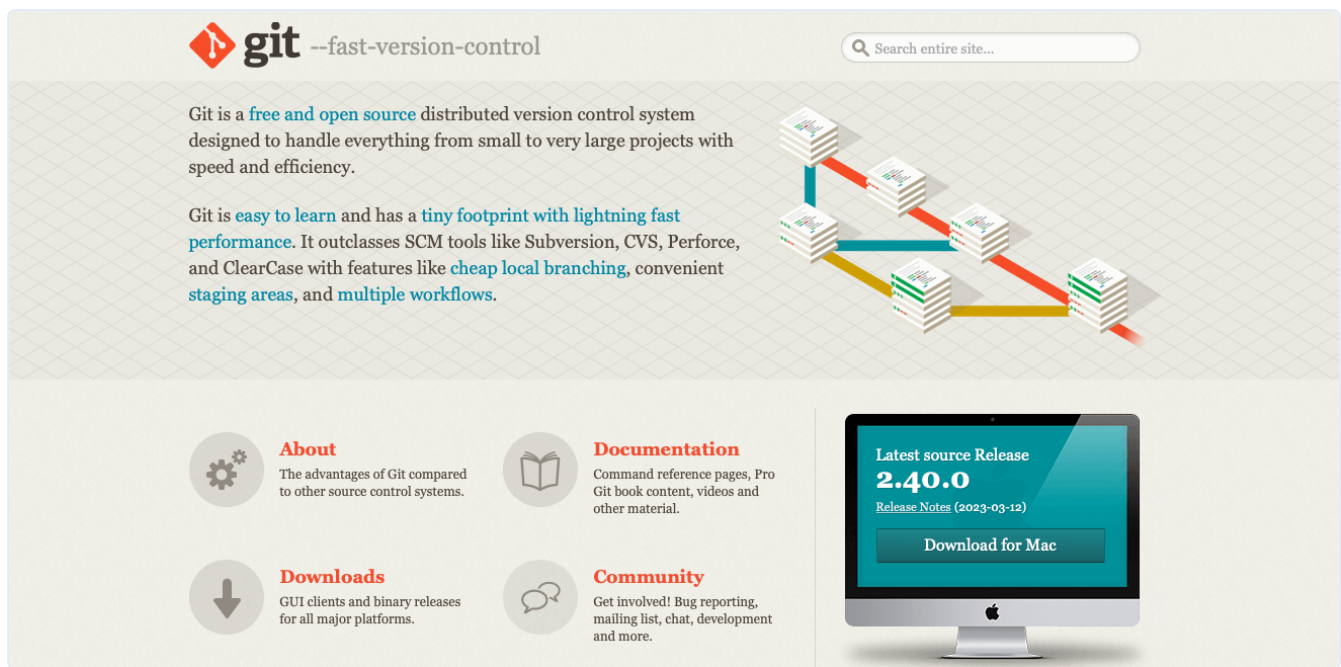 git --fast-version-control
Search entire site...
Git is a free and open source distributed version control system
designed to handle everything from small to very large projects with
speed and efficiency.
Git is easy to learn and has a tiny footprint with lightning fast
performance. It outclasses SCM tools like Subversion, CVS, Perforce,
and ClearCase with features like cheap local branching, convenient
staging areas, and multiple workflows.
About
The advantages of Git compared
to other source control systems.
Documentation
Command reference pages, Pro
Git book content, videos and
other material.
Downloads
GUI clients and binary releases
for all major platforms.
Community
Get involved! Bug reporting,
mailing list, chat, development
and more.
Latest source Release
2.40.0
Release Notes (2023-03-12)
Download for Mac